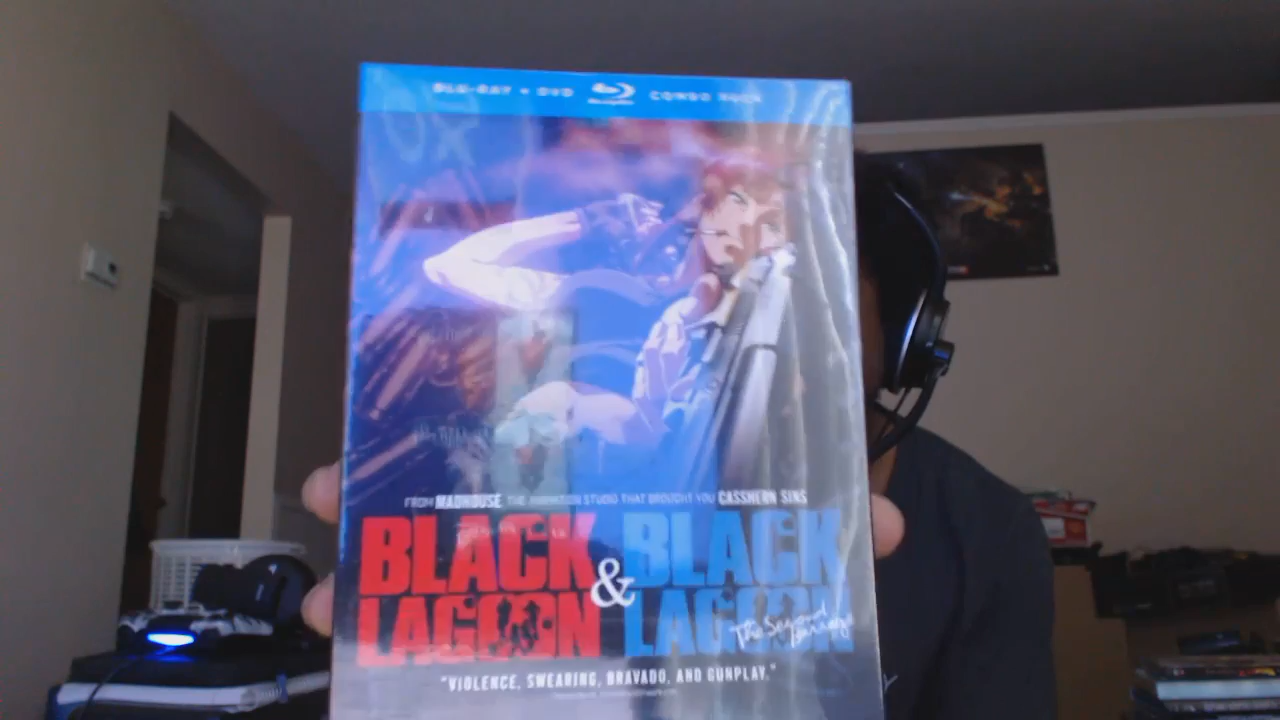 BLU-RAY + DVD COMBO PACK
FROM MADHOUSE, THE ANIMATION STUDIO THAT BROUGHT YOU CASSHERN SINS
BLACK LAGOON
&
BLACK LAGOON
The Second Barrage
"VIOLENCE, SWEARING, BRAVADO, AND GUNPLAY."